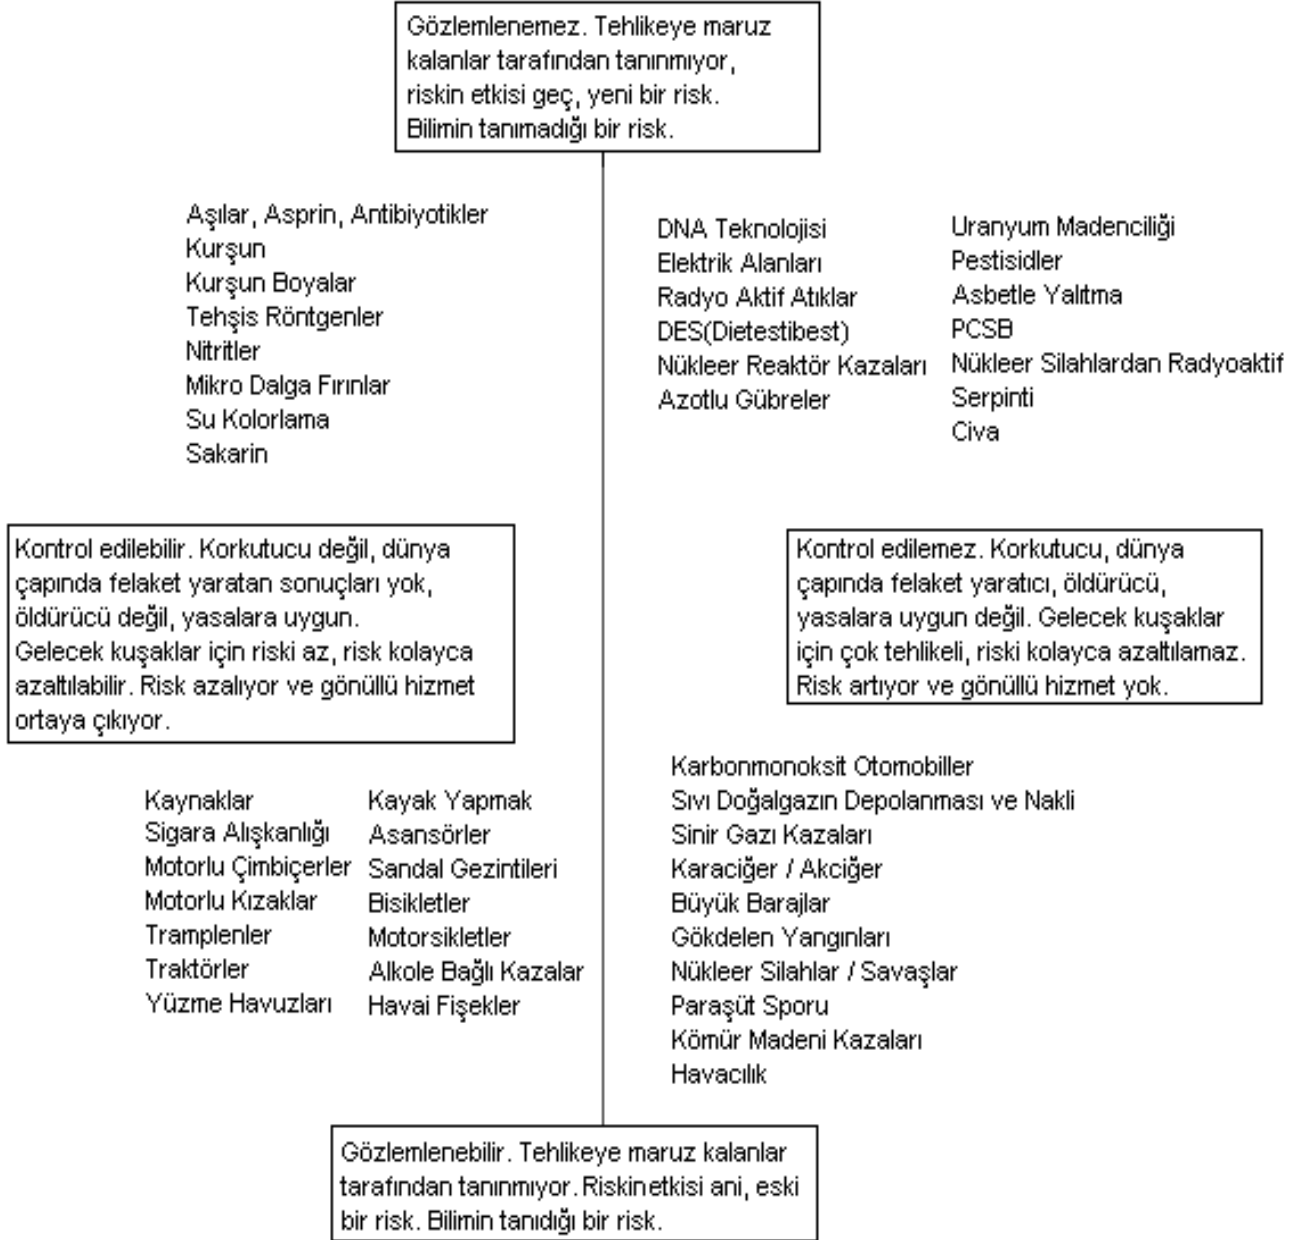 Gözlemlenemez. Tehlikeye maruz
kalanlar tarafından tanınmıyor,
riskin etkisi geç, yeni bir risk.
Bilimin tanımadığı bir risk.
Aşılar, Asprin, Antibiyotikler
Kurşun
Kurşun Boyalar
Tehşis Röntgenler
Nitritler
Mikro Dalga Fırınlar
Su Kolorlama
Sakarin
DNA Teknolojisi
Elektrik Alanları
Radyo Aktif Atıklar
DES(Dietestibest)
Nükleer Reaktör Kazaları
Azotlu Gübreler
Uranyum Madenciliği
Pestisidler
Asbetle Yalıtma
PCSB
Nükleer Silahlardan Radyoaktif
Serpinti
Civa
Kontrol edilebilir. Korkutucu değil, dünya
çapında felaket yaratan sonuçları yok,
öldürücü değil, yasalara uygun.
Gelecek kuşaklar için riski az, risk kolayca
azaltılabilir. Risk azalıyor ve gönüllü hizmet
ortaya çıkıyor.
Kontrol edilemez. Korkutucu, dünya
çapında felaket yaratıcı, öldürücü,
yasalara uygun değil. Gelecek kuşaklar
için çok tehlikeli, riski kolayca azaltılamaz.
Risk artıyor ve gönüllü hizmet yok.
Kaynaklar
Sigara Alışkanlığı
Motorlu Çimbiçerler
Motorlu Kızaklar
Tramplenler
Traktörler
Yüzme Havuzları
Kayak Yapmak
Asansörler
Sandal Gezintileri
Bisikletler
Motorsikletler
Alkole Bağlı Kazalar
Havai Fişekler
Karbonmonoksit Otomobiller
Sıvı Doğalgazın Depolanması ve Nakli
Sinir Gazı Kazaları
Karaciğer / Akciğer
Büyük Barajlar
Gökdelen Yangınları
Nükleer Silahlar / Savaşlar
Paraşüt Sporu
Kömür Madeni Kazaları
Havacılık
Gözlemlenebilir. Tehlikeye maruz kalanlar
tarafından tanınmıyor. Riskinetkisi ani, eski
bir risk. Bilimin tanıdığı bir risk.